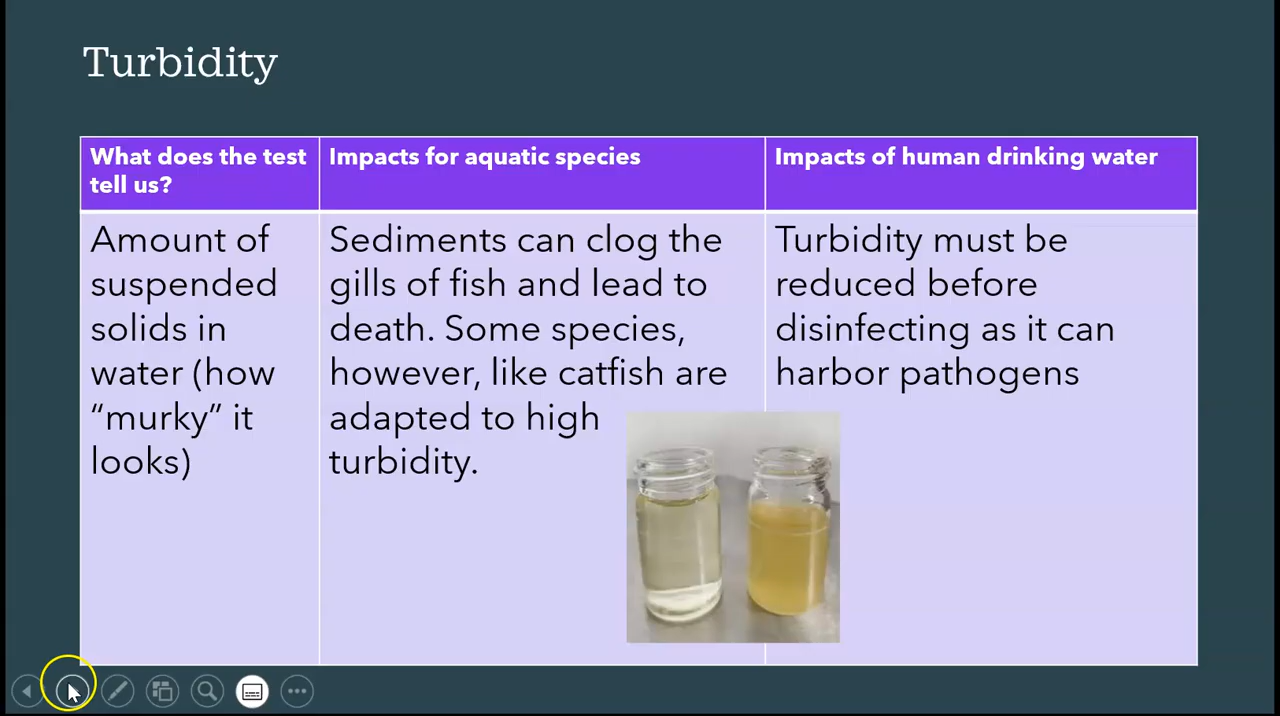 Turbidity
What does the test
tell us?
Impacts for aquatic species
Impacts of human drinking water
Amount of
suspended
solids in
water (how
“murky” it
looks)
Sediments can clog the
gills of fish and lead to
death. Some species,
however, like catfish are
adapted to high
turbidity.
Turbidity must be
reduced before
disinfecting as it can
harbor pathogens